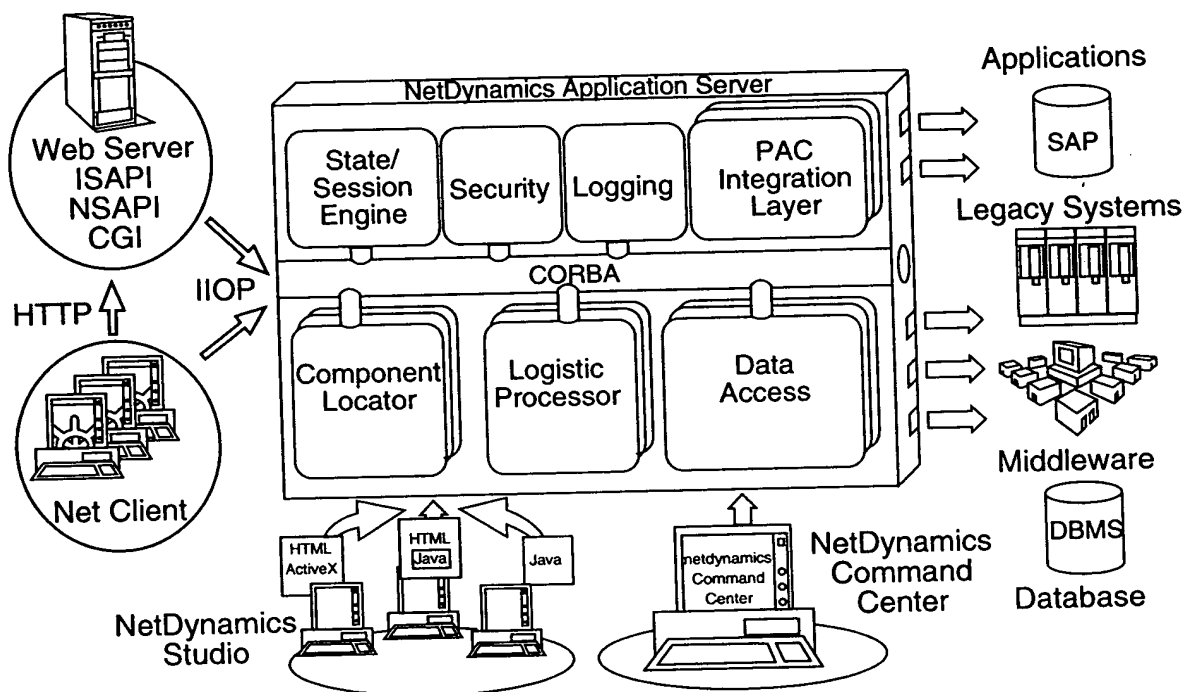 NetDynamics Application Server
Web Server
ISAPI
NSAPI
CGI
HTTP
IIOP
Net Client
State/
Session
Engine
Security
Logging
PAC
Integration
Layer
CORBA
Component
Locator
Logistic
Processor
Data
Access
Applications
SAP
Legacy Systems
Middleware
DBMS
Database
HTML
ActiveX
HTML
Java
Java
NetDynamics
Studio
netdynamics
Command
Center
NetDynamics
Command
Center